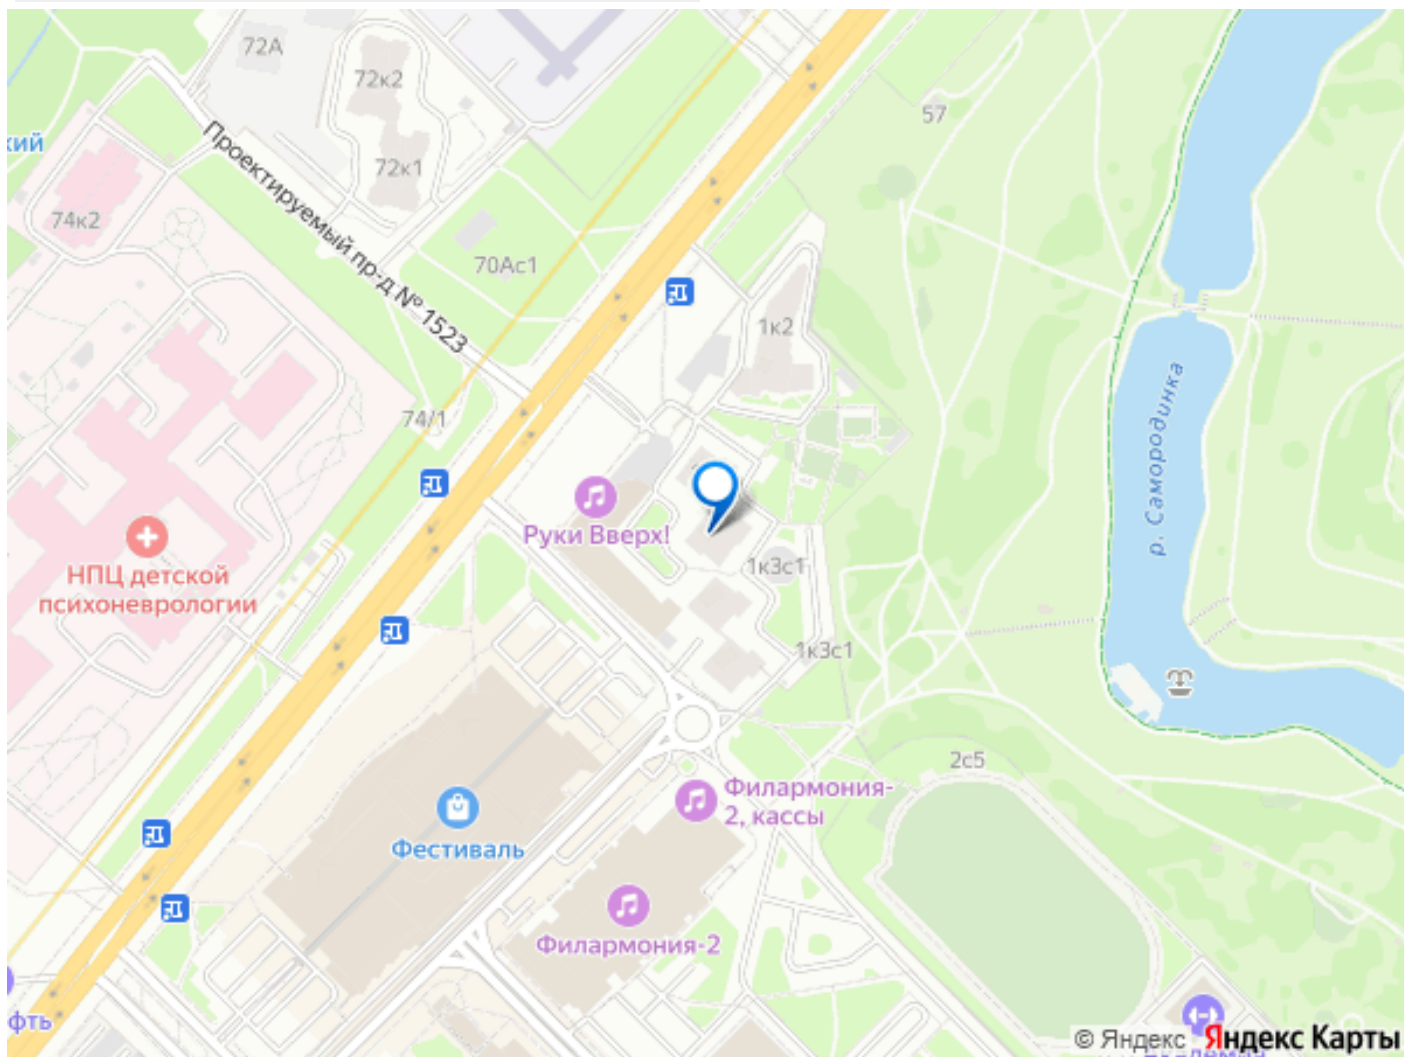 72А
72к2
57
кий
72к1
74к2
Проектируемый пр-д № 1523
70Ас1
1к2
74/1
р. Самородинка
Руки Вверх!
НПЦ детской
психоневрологии
1к3с1
1к3с1
2с5
Филармония-
2, кассы
Фестиваль
Филармония-2
фть
© Яндекс Яндекс Карты